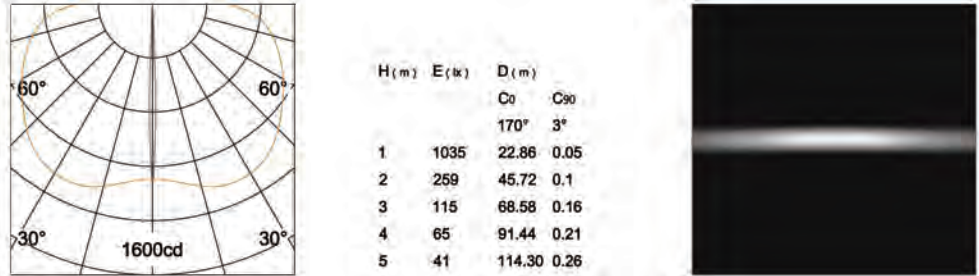 60° 60°
30° 30°
1600cd
H(m) E(lx) D(m)
C0 C90
170° 3°
1 1035 22.86 0.05
2 259 45.72 0.1
3 115 68.58 0.16
4 65 91.44 0.21
5 41 114.30 0.26